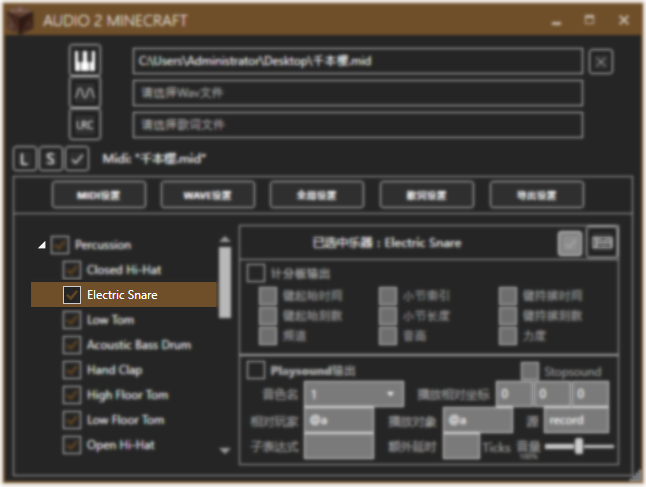 AUDIO 2 MINECRAFT
C:\Users\Administrator\Desktop\千本樱.mid
请选择Wav文件
LRC 请选择歌词文件
L S Midi: "千本樱.mid"
MIDI设置 WAVE设置 全局设置 歌词设置 导出设置
Percussion
Closed Hi-Hat
Electric Snare
Low Tom
Acoustic Bass Drum
Hand Clap
High Floor Tom
Low Floor Tom
Open Hi-Hat
已选中乐器：Electric Snare
计分板输出
键起始时间 小节索引 键持续时间
键起始刻数 小节长度 键持续刻数
频道 音高 力度
Playsound输出 Stopsound
音色名 1 播放相对坐标 0 0 0
相对玩家 @a 播放对象 @a 源 record
子表达式 额外延时 Ticks 音量
100%